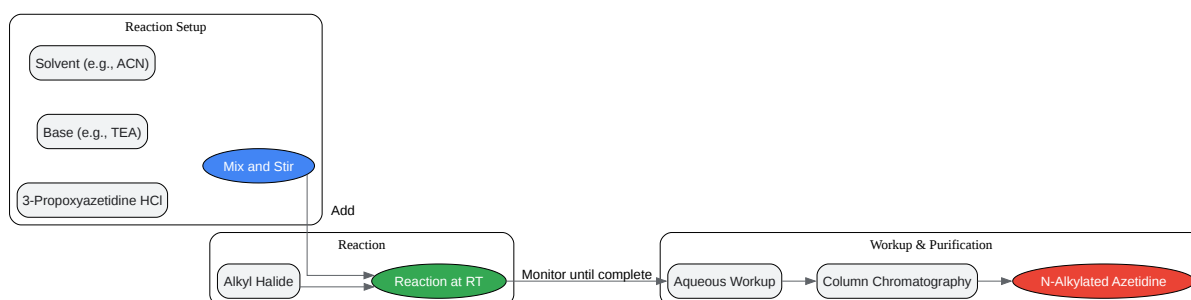 Reaction Setup
Solvent (e.g., ACN)
Base (e.g., TEA)
Mix and Stir
3-Propoxyazetidine HCl
Add
Reaction
Alkyl Halide
Reaction at RT
Monitor until complete
Workup & Purification
Aqueous Workup
Column Chromatography
N-Alkylated Azetidine